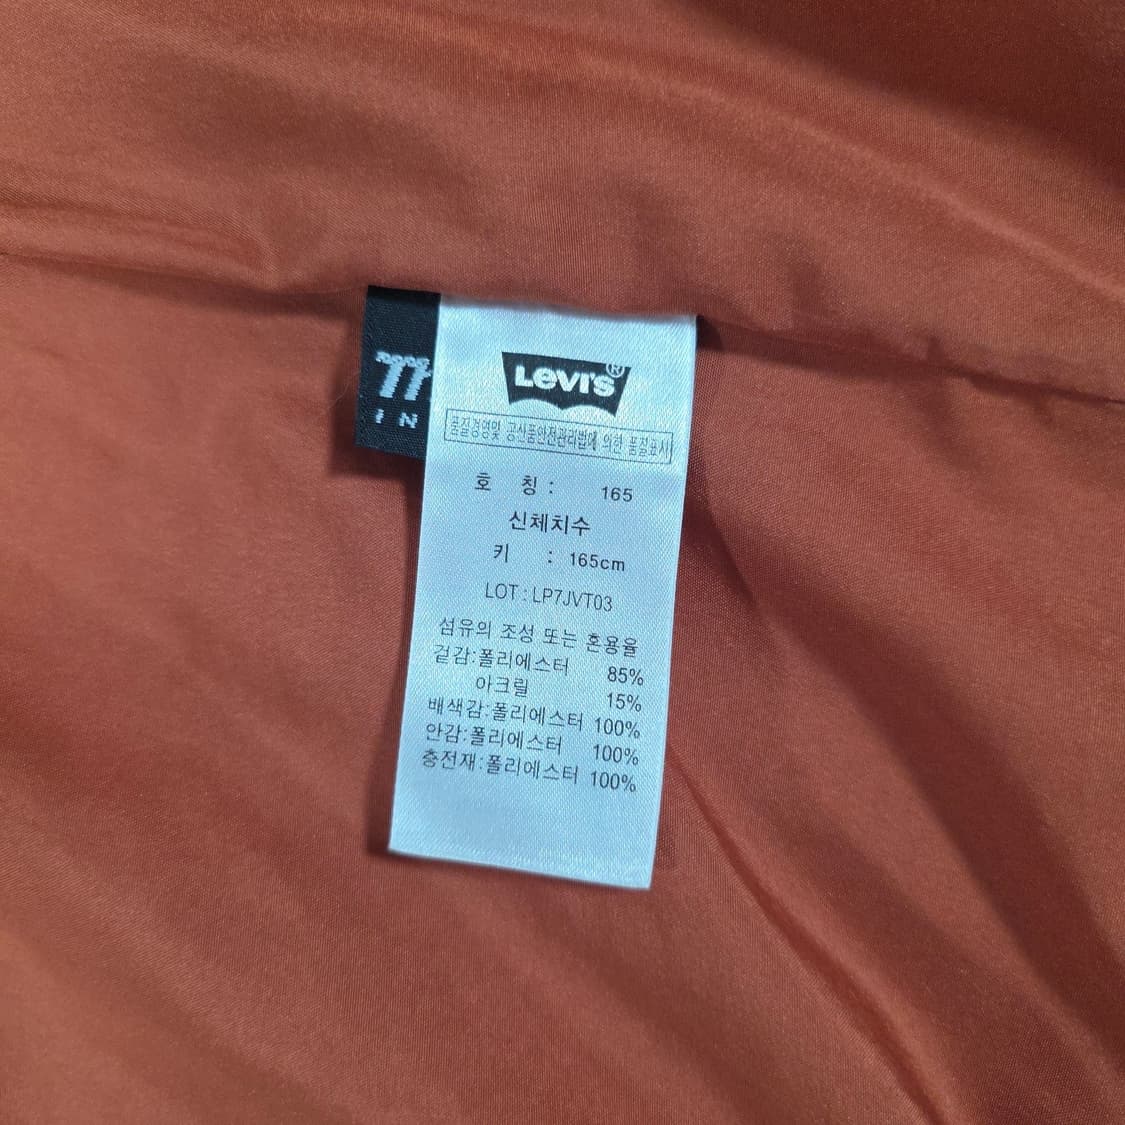 LEVI'S®
품질경영및 공산품안전관리법에 의한 품질표시
호 칭 : 165
신체치수
키 : 165cm
LOT : LP7JVT03
섬유의 조성 또는 혼용율
겉감:폴리에스터 85%
아크릴 15%
배색감:폴리에스터 100%
안감:폴리에스터 100%
충전재:폴리에스터 100%
IN